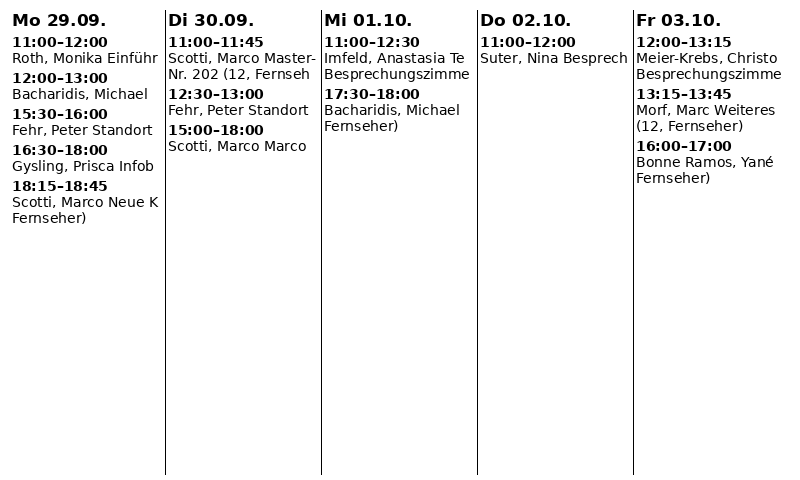 Mo 29.09.
11:00–12:00
Roth, Monika Einführ
12:00–13:00
Bacharidis, Michael
15:30–16:00
Fehr, Peter Standort
16:30–18:00
Gysling, Prisca Infob
18:15–18:45
Scotti, Marco Neue K
Fernseher)
Di 30.09.
11:00–11:45
Scotti, Marco Master-
Nr. 202 (12, Fernseh
12:30–13:00
Fehr, Peter Standort
15:00–18:00
Scotti, Marco Marco
Mi 01.10.
11:00–12:30
Imfeld, Anastasia Te
Besprechungszimme
17:30–18:00
Bacharidis, Michael
Fernseher)
Do 02.10.
11:00–12:00
Suter, Nina Besprech
Fr 03.10.
12:00–13:15
Meier-Krebs, Christo
Besprechungszimme
13:15–13:45
Morf, Marc Weiteres
(12, Fernseher)
16:00–17:00
Bonne Ramos, Yané
Fernseher)